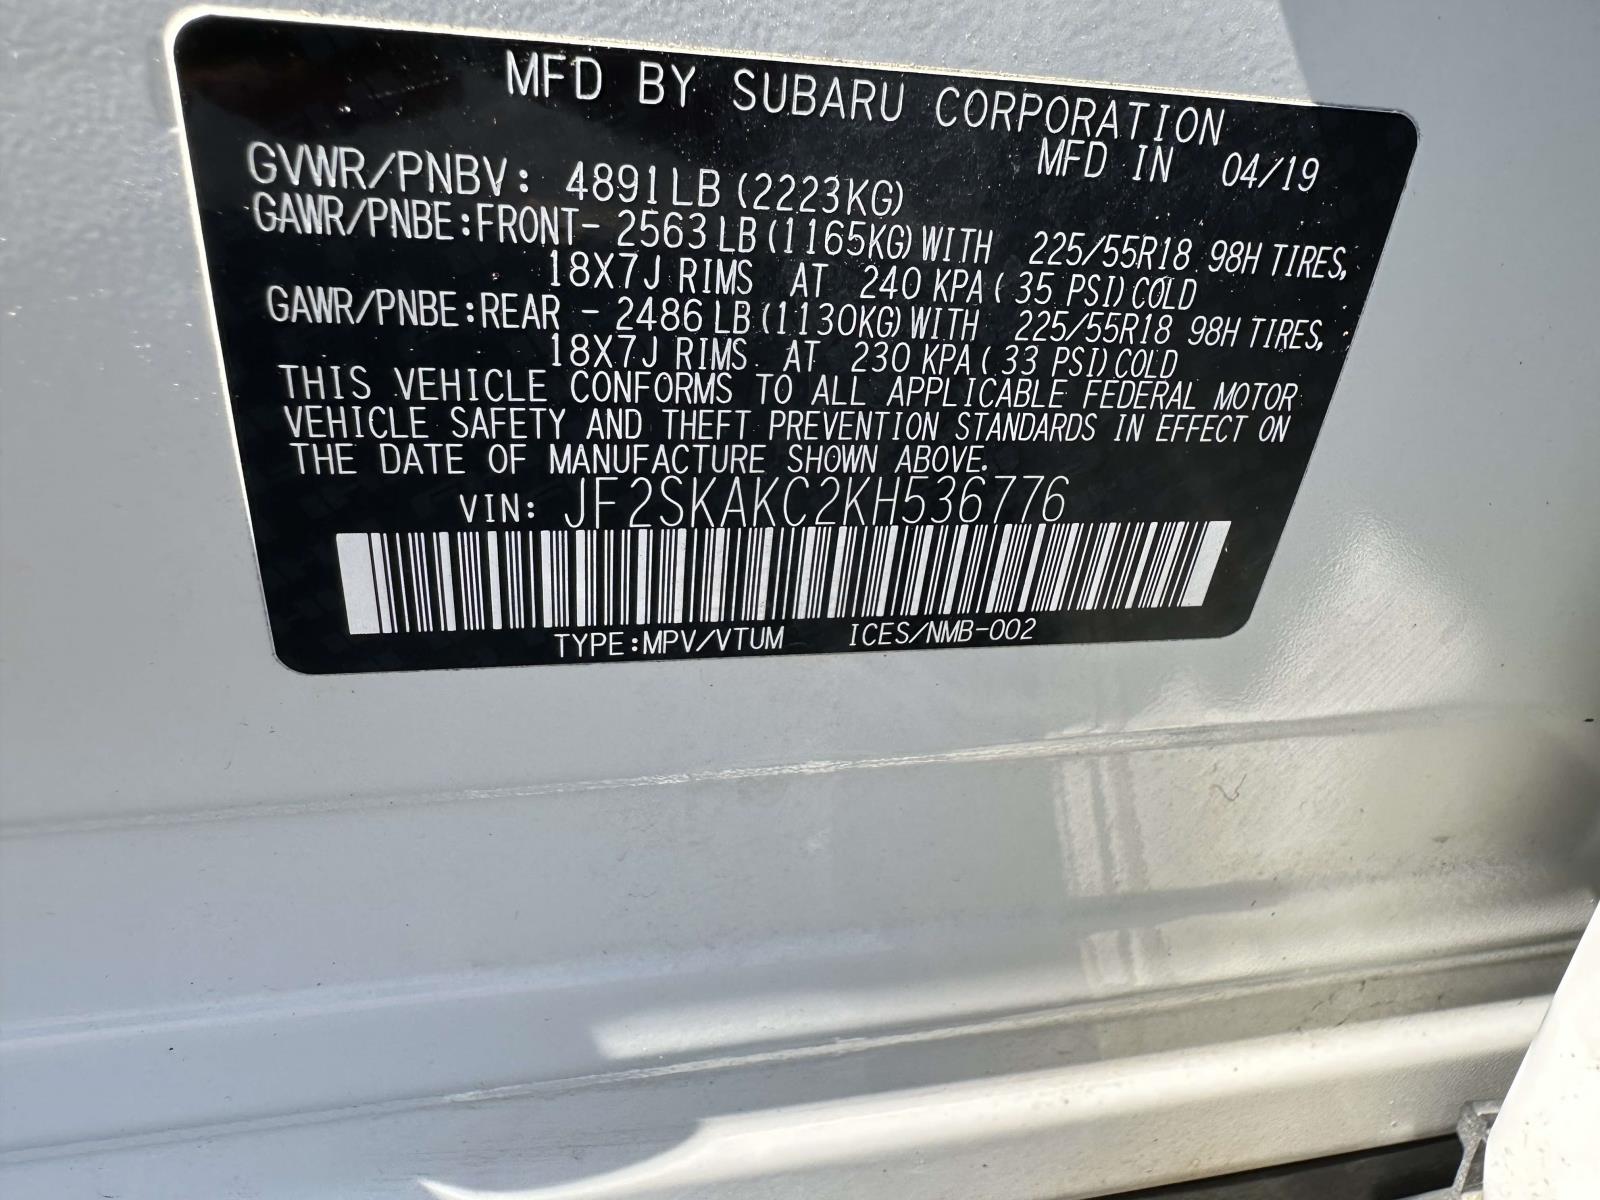 MFD BY SUBARU CORPORATION
MFD IN 04/19
GVWR/PNBV: 4891LB (2223KG)
GAWR/PNBE:FRONT- 2563LB(1165KG)WITH 225/55R18 98H TIRES,
18X7J RIMS AT 240 KPA( 35 PSI)COLD
GAWR/PNBE:REAR - 2486LB(1130KG)WITH 225/55R18 98H TIRES,
18X7J RIMS AT 230 KPA( 33 PSI)COLD
THIS VEHICLE CONFORMS TO ALL APPLICABLE FEDERAL MOTOR
VEHICLE SAFETY AND THEFT PREVENTION STANDARDS IN EFFECT ON
THE DATE OF MANUFACTURE SHOWN ABOVE.
VIN: JF2SKAKC2KH536776
TYPE:MPV/VTUM ICES/NMB-002